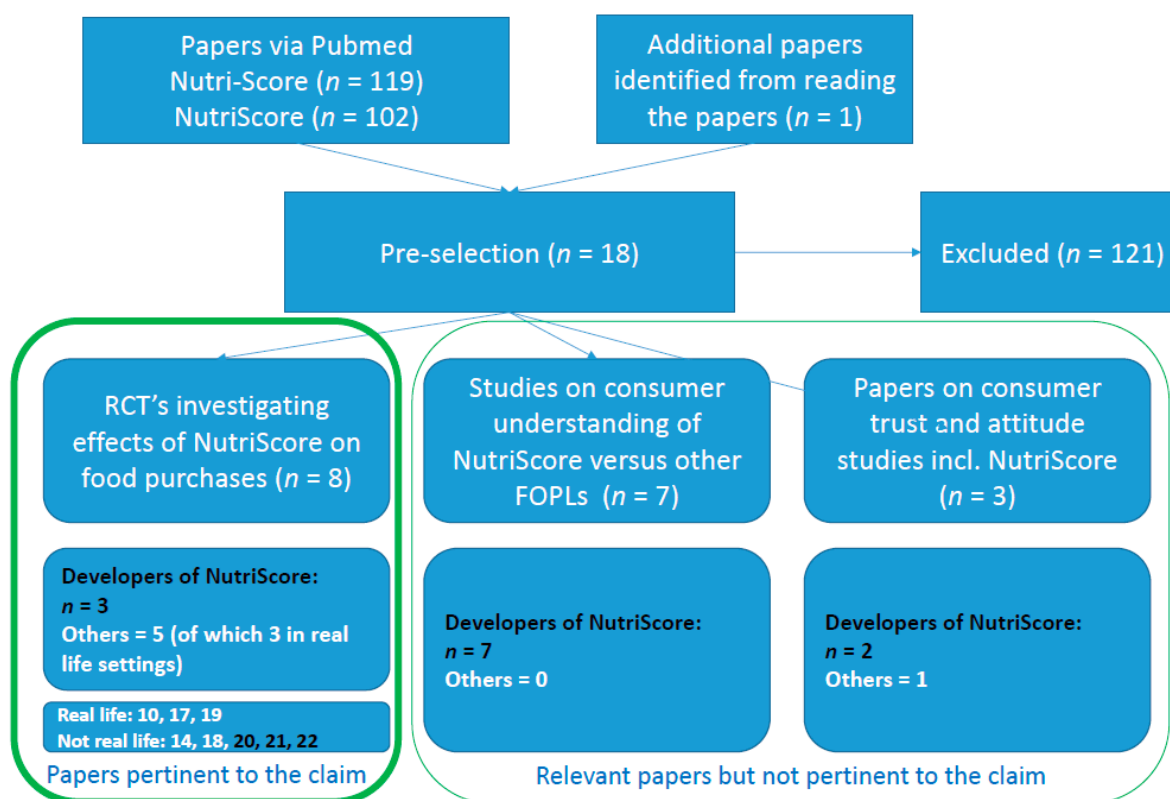 Papers via Pubmed
Nutri-Score (n = 119)
NutriScore (n = 102)
Additional papers
identified from reading
the papers (n = 1)
Pre-selection (n = 18)
Excluded (n = 121)
RCT's investigating
effects of NutriScore on
food purchases (n = 8)
Studies on consumer
understanding of
NutriScore versus other
FOPLs (n = 7)
Papers on consumer
trust and attitude
studies incl. NutriScore
(n = 3)
Developers of NutriScore:
n = 3
Others = 5 (of which 3 in real
life settings)
Developers of NutriScore:
n = 7
Others = 0
Developers of NutriScore:
n = 2
Others = 1
Real life: 10, 17, 19
Not real life: 14, 18, 20, 21, 22
Papers pertinent to the claim
Relevant papers but not pertinent to the claim